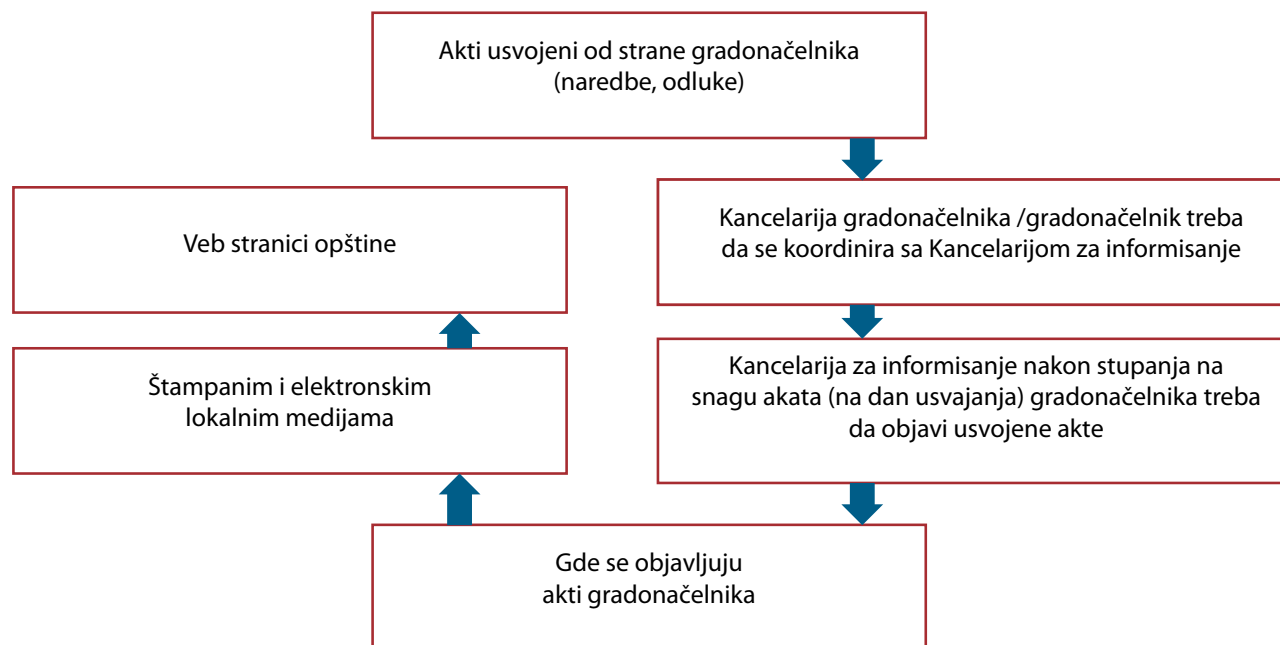 Akti usvojeni od strane gradonačelnika
(naredbe, odluke)
Kancelarija gradonačelnika /gradonačelnik treba
da se koordinira sa Kancelarijom za informisanje
Kancelarija za informisanje nakon stupanja na
snagu akata (na dan usvajanja) gradonačelnika treba
da objavi usvojene akte
Gde se objavljuju
akti gradonačelnika
Štampanim i elektronskim
lokalnim medijama
Veb stranici opštine